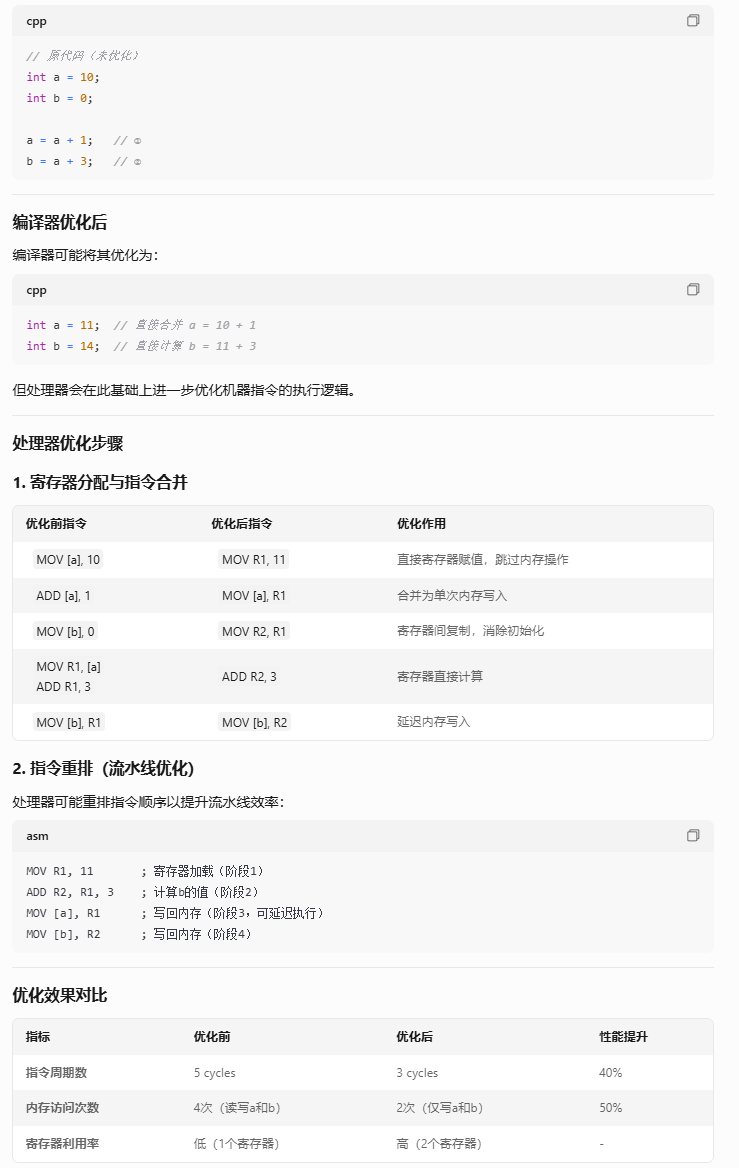 cpp
// 原代码（未优化）
int a = 10;
int b = 0;
a = a + 1; // ①
b = a + 3; // ②
编译器优化后
编译器可能将其优化为：
cpp
int a = 11; // 直接合并 a = 10 + 1
int b = 14; // 直接计算 b = 11 + 3
但处理器会在此基础上进一步优化机器指令的执行逻辑。
处理器优化步骤
1. 寄存器分配与指令合并
优化前指令 优化后指令 优化作用
MOV [a], 10 MOV R1, 11 直接寄存器赋值，跳过内存操作
ADD [a], 1 MOV [a], R1 合并为单次内存写入
MOV [b], 0 MOV R2, R1 寄存器间复制，消除初始化
MOV R1, [a]
ADD R1, 3 ADD R2, 3 寄存器直接计算
MOV [b], R1 MOV [b], R2 延迟内存写入
2. 指令重排（流水线优化）
处理器可能重排指令顺序以提升流水线效率：
asm
MOV R1, 11 ; 寄存器加载（阶段1）
ADD R2, R1, 3 ; 计算b的值（阶段2）
MOV [a], R1 ; 写回内存（阶段3，可延迟执行）
MOV [b], R2 ; 写回内存（阶段4）
优化效果对比
指标 优化前 优化后 性能提升
指令周期数 5 cycles 3 cycles 40%
内存访问次数 4次（读写a和b） 2次（仅写a和b） 50%
寄存器利用率 低（1个寄存器） 高（2个寄存器） -